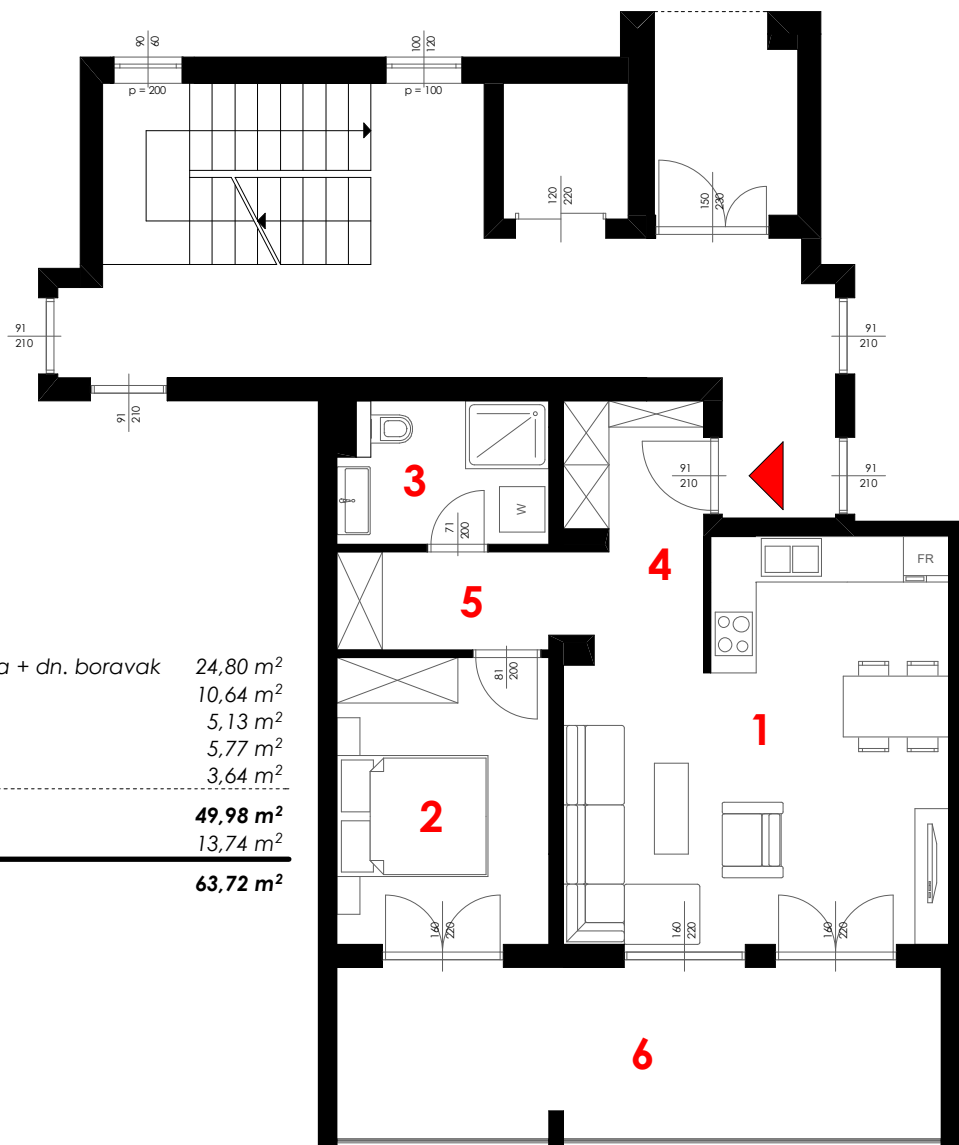 90
60
p = 200
100
120
p = 100
120
220
150
230
91
210
91
210
91
210
91
210
91
210
3
71
200
W
4
FR
5
81
200
a + dn. boravak 24,80 m²
10,64 m²
5,13 m²
5,77 m²
3,64 m²
49,98 m²
13,74 m²
63,72 m²
1
2
160
220
160
220
160
220
6